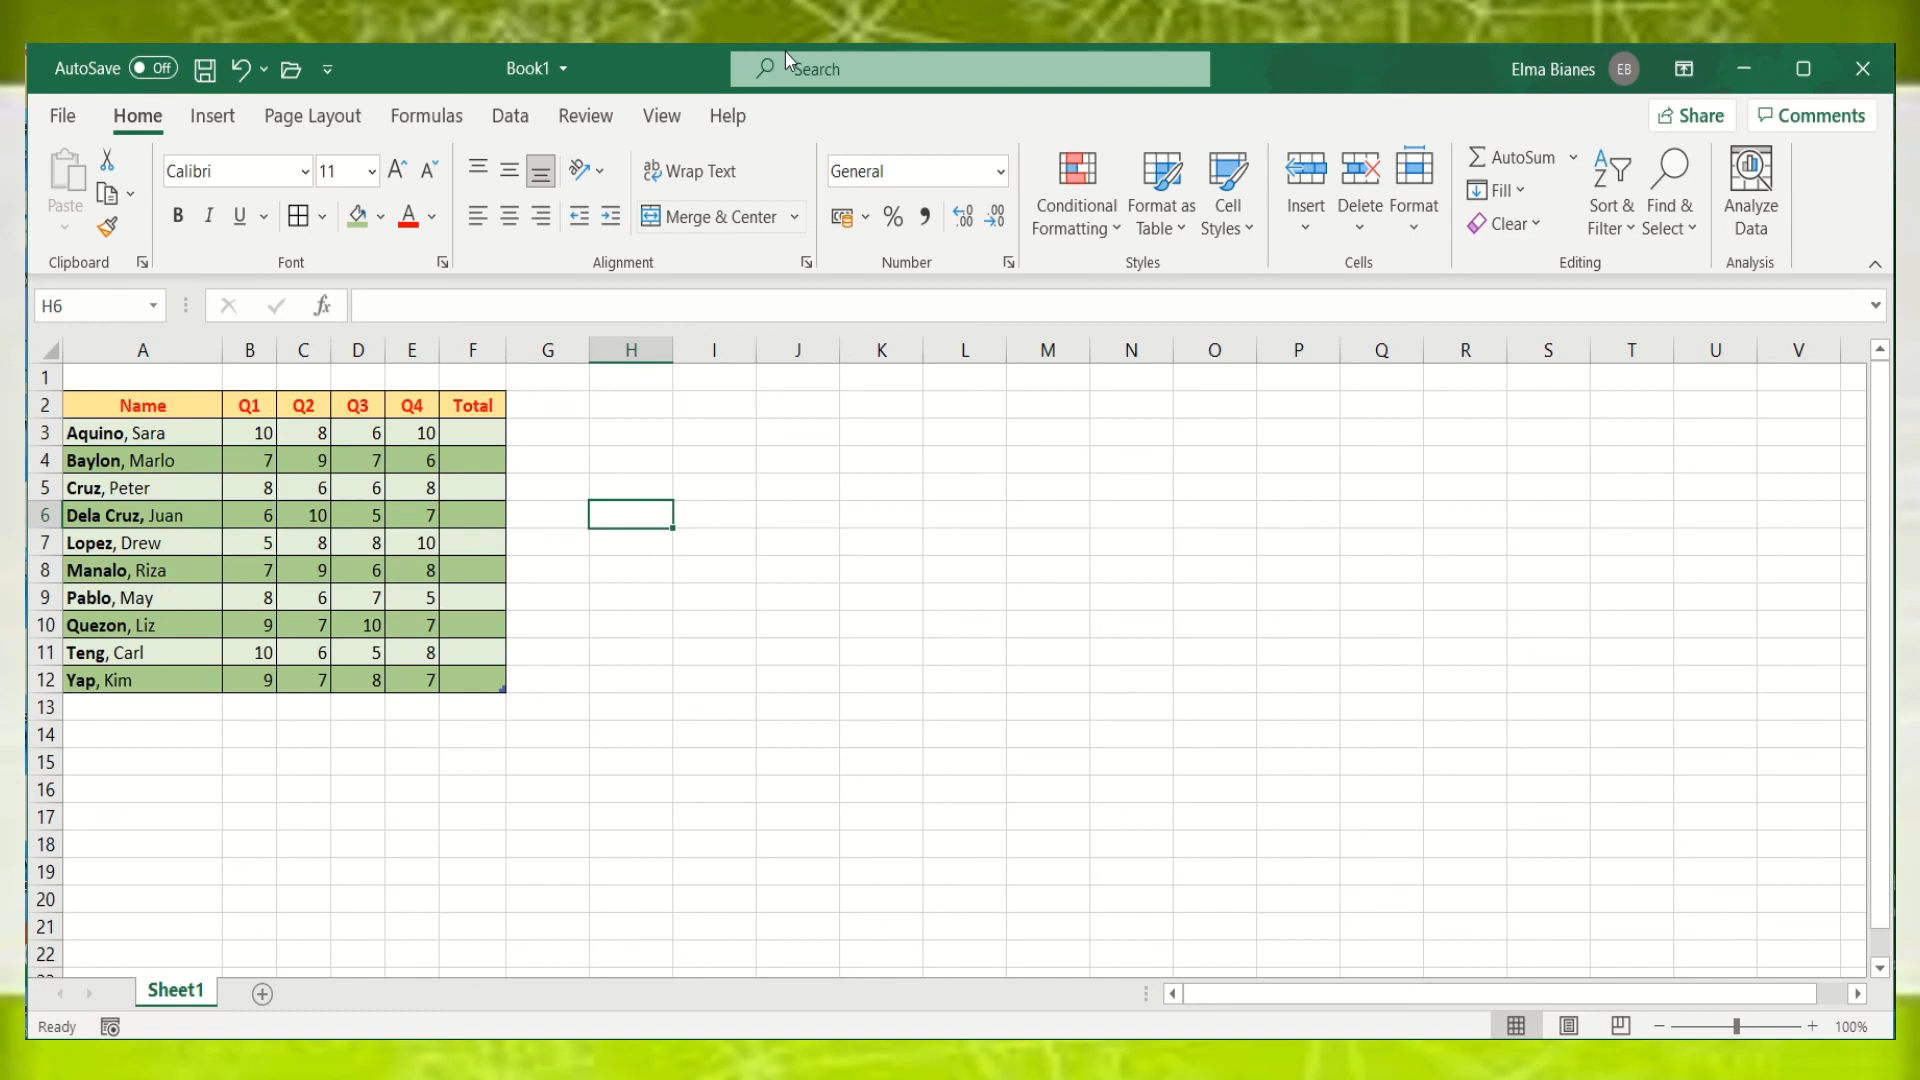 AutoSave Off Book1 Search Elma Bianes EB
File Home Insert Page Layout Formulas Data Review View Help Share Comments
Paste
Calibri 11
B I U
Wrap Text
Merge & Center
General
Conditional Formatting
Format as Table
Cell Styles
Insert Delete Format
AutoSum
Fill
Clear
Sort & Filter
Find & Select
Analyze Data
Clipboard Font Alignment Number Styles Cells Editing Analysis
H6 fx
A B C D E F G H I J K L M N O P Q R S T U V
1
2 Name Q1 Q2 Q3 Q4 Total
3 Aquino, Sara 10 8 6 10
4 Baylon, Marlo 7 9 7 6
5 Cruz, Peter 8 6 6 8
6 Dela Cruz, Juan 6 10 5 7
7 Lopez, Drew 5 8 8 10
8 Manalo, Riza 7 9 6 8
9 Pablo, May 8 6 7 5
10 Quezon, Liz 9 7 10 7
11 Teng, Carl 10 6 5 8
12 Yap, Kim 9 7 8 7
13
14
15
16
17
18
19
20
21
22
Sheet1
Ready 100%